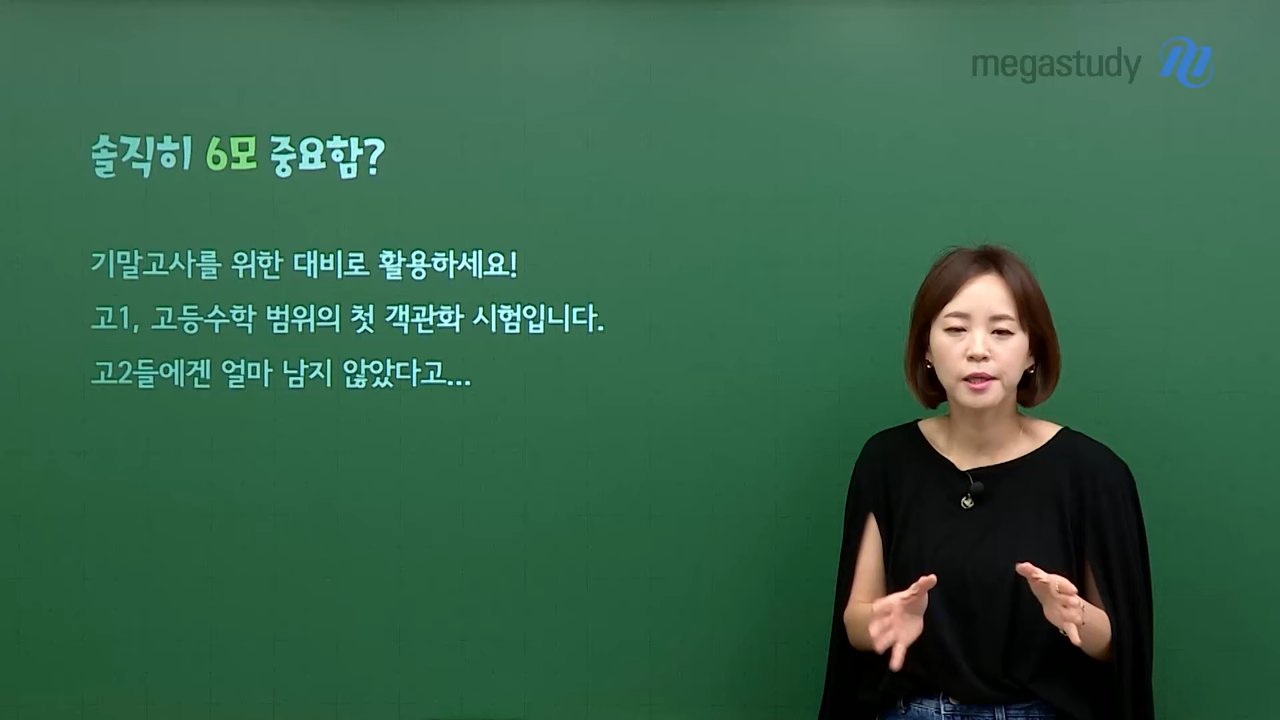 megastudy
솔직히 6모 중요함?
기말고사를 위한 대비로 활용하세요!
고1, 고등수학 범위의 첫 객관화 시험입니다.
고2들에겐 얼마 남지 않았다고...